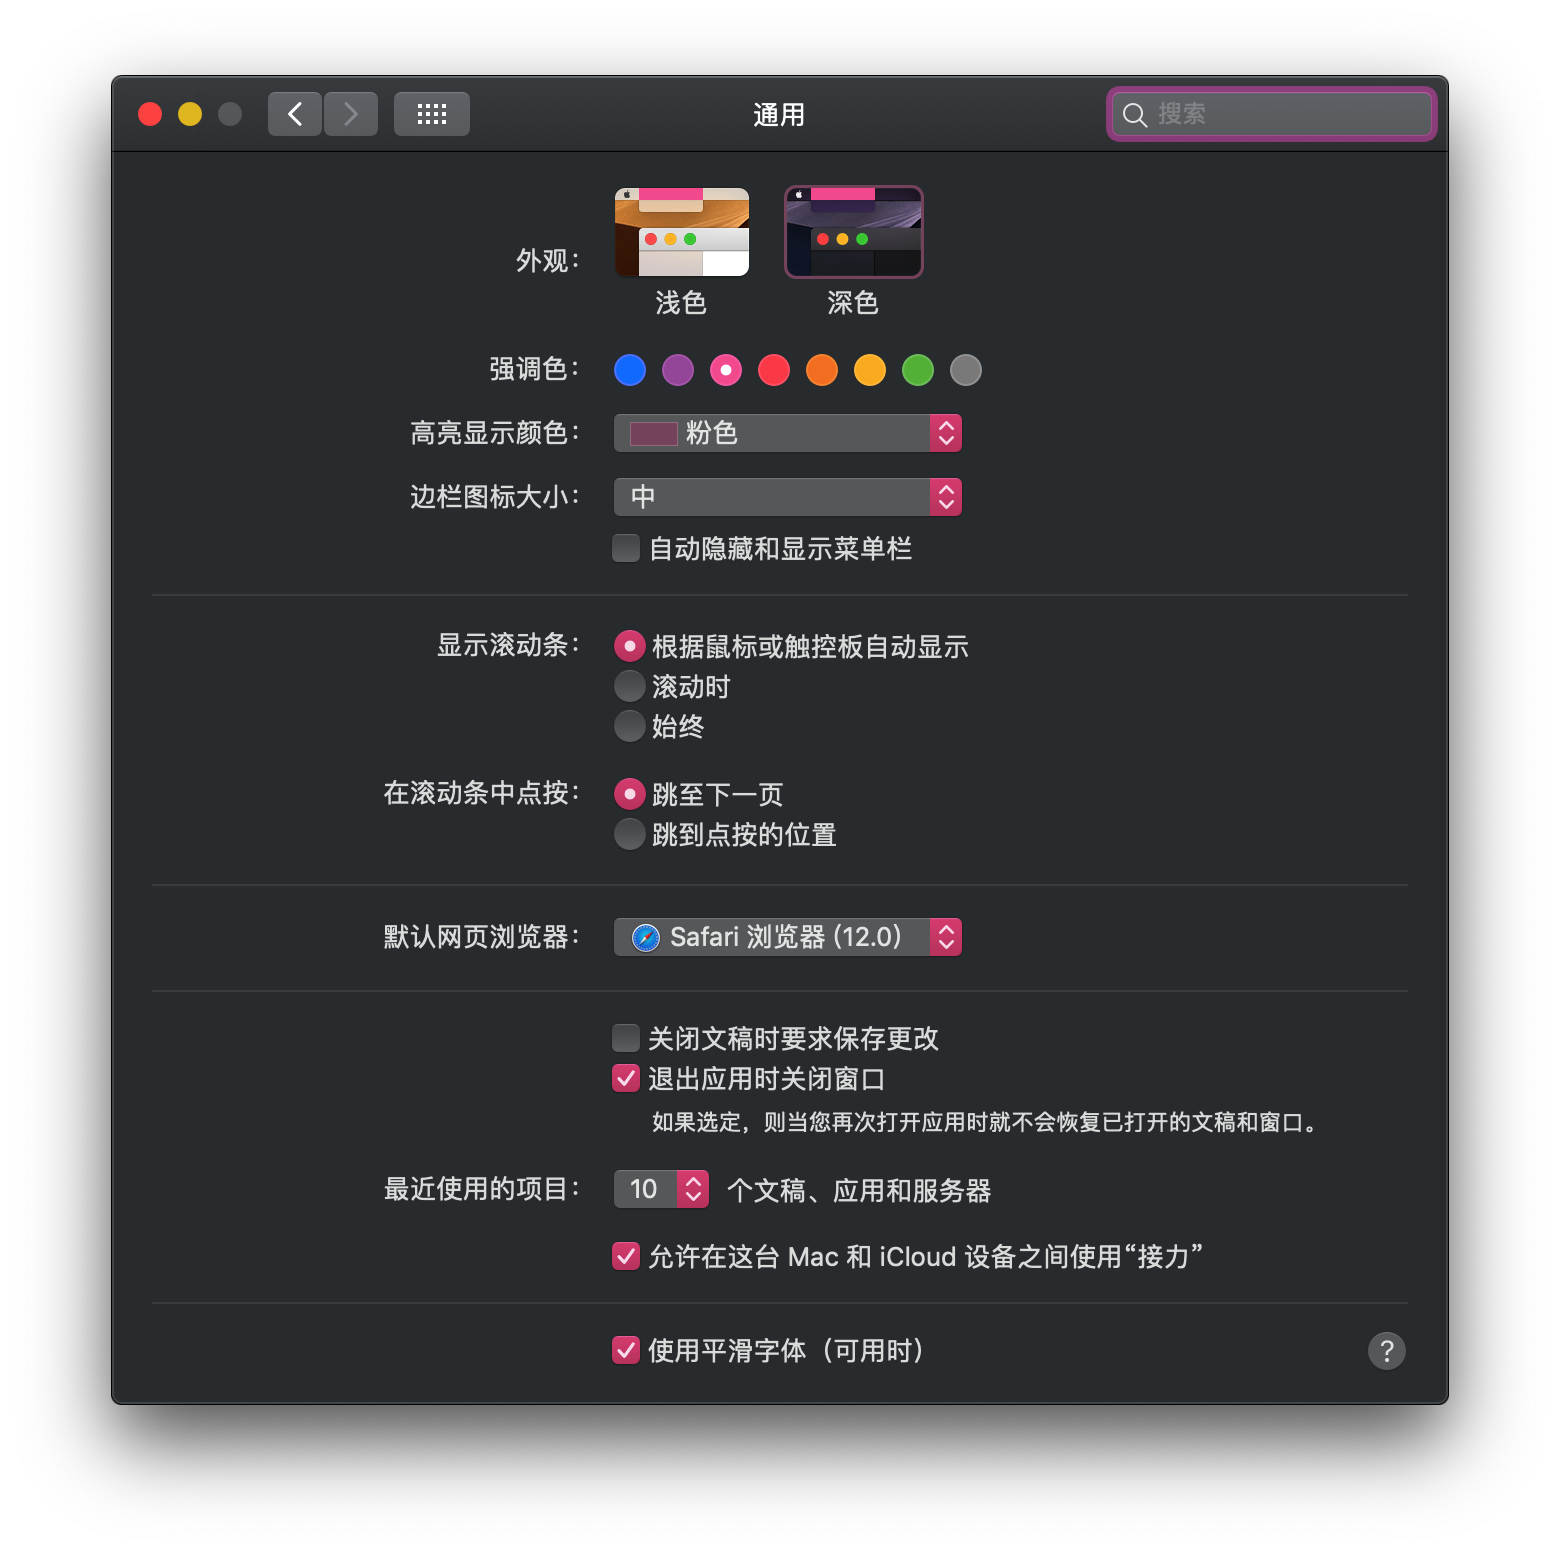 通用
搜索
外观：
浅色
深色
强调色：
高亮显示颜色：
粉色
边栏图标大小：
中
自动隐藏和显示菜单栏
显示滚动条：
根据鼠标或触控板自动显示
滚动时
始终
在滚动条中点按：
跳至下一页
跳到点按的位置
默认网页浏览器：
Safari 浏览器 (12.0)
关闭文稿时要求保存更改
退出应用时关闭窗口
如果选定，则当您再次打开应用时就不会恢复已打开的文稿和窗口。
最近使用的项目：
10
个文稿、应用和服务器
允许在这台 Mac 和 iCloud 设备之间使用“接力”
使用平滑字体（可用时）
?